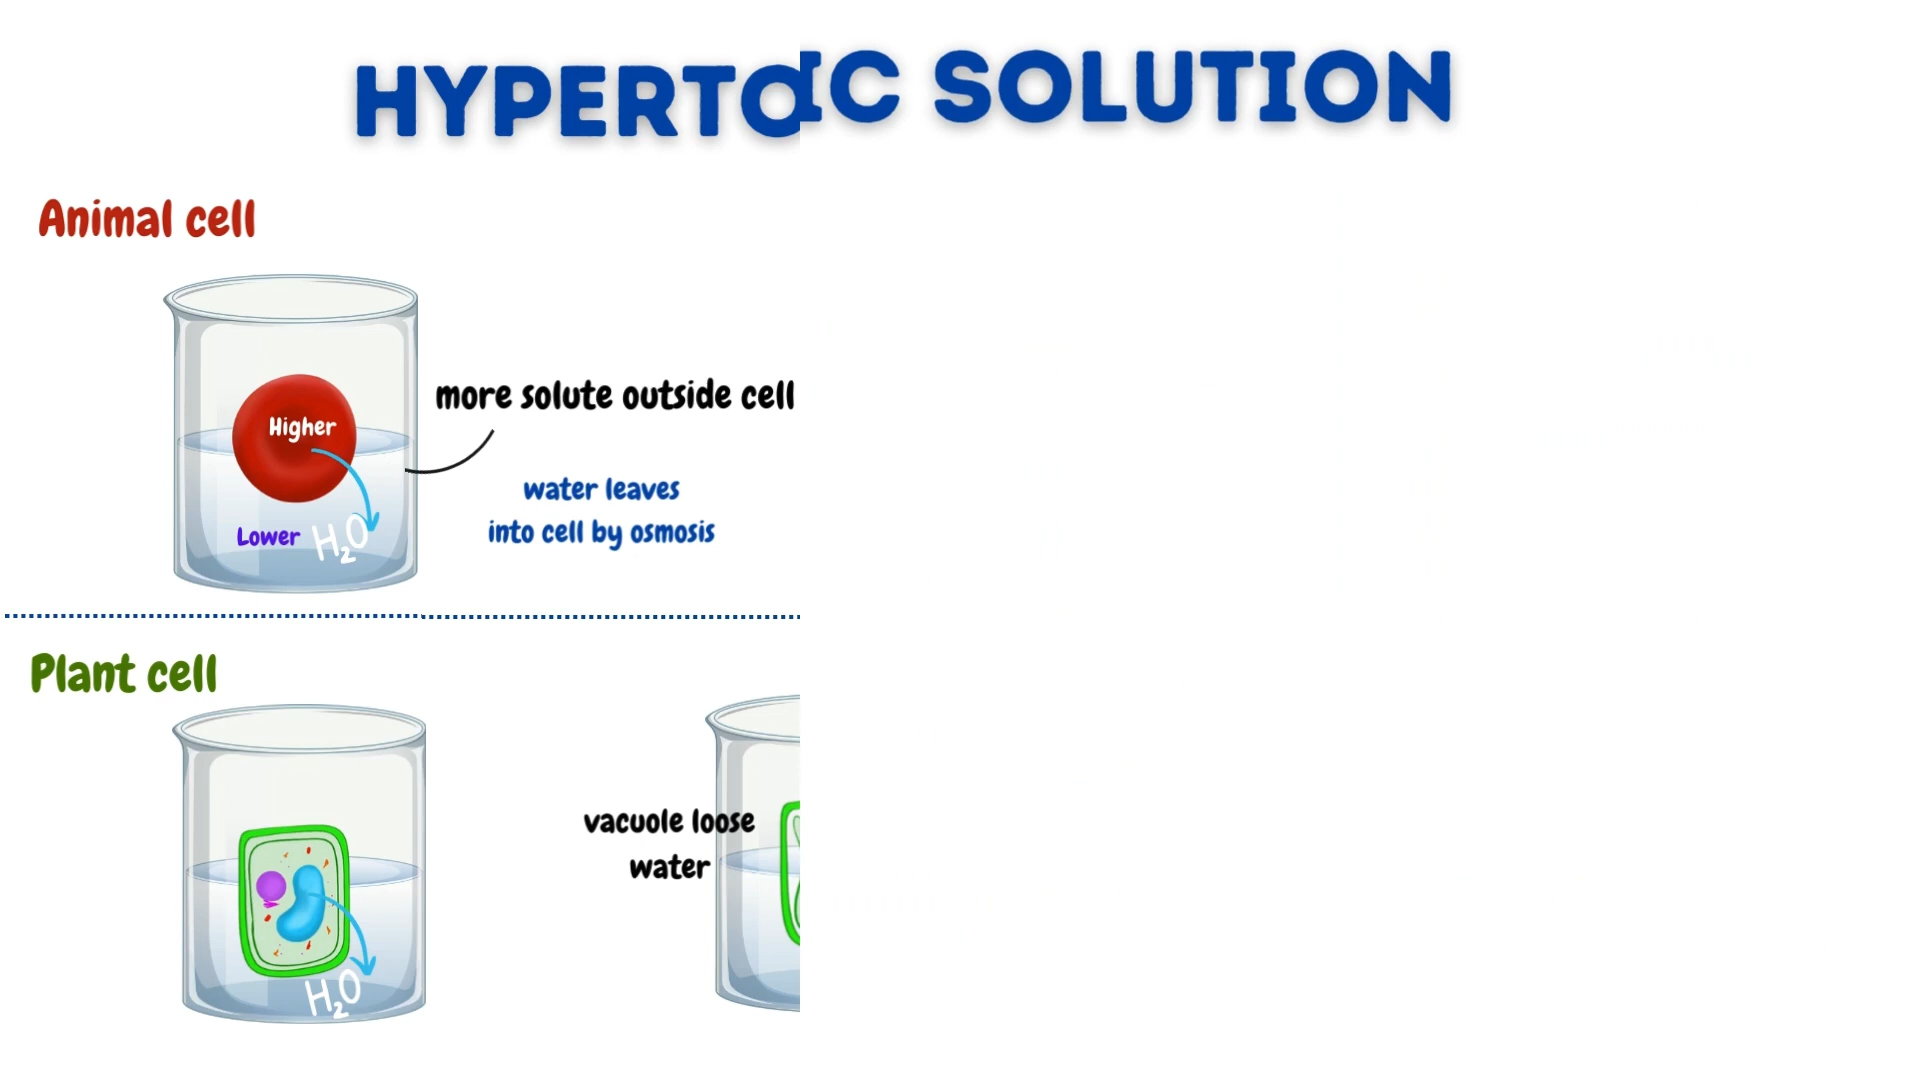 HYPERTOIC SOLUTION
Animal cell
Higher
more solute outside cell
water leaves
into cell by osmosis
Lower H₂O
Plant cell
vacuole loose
water
H₂O